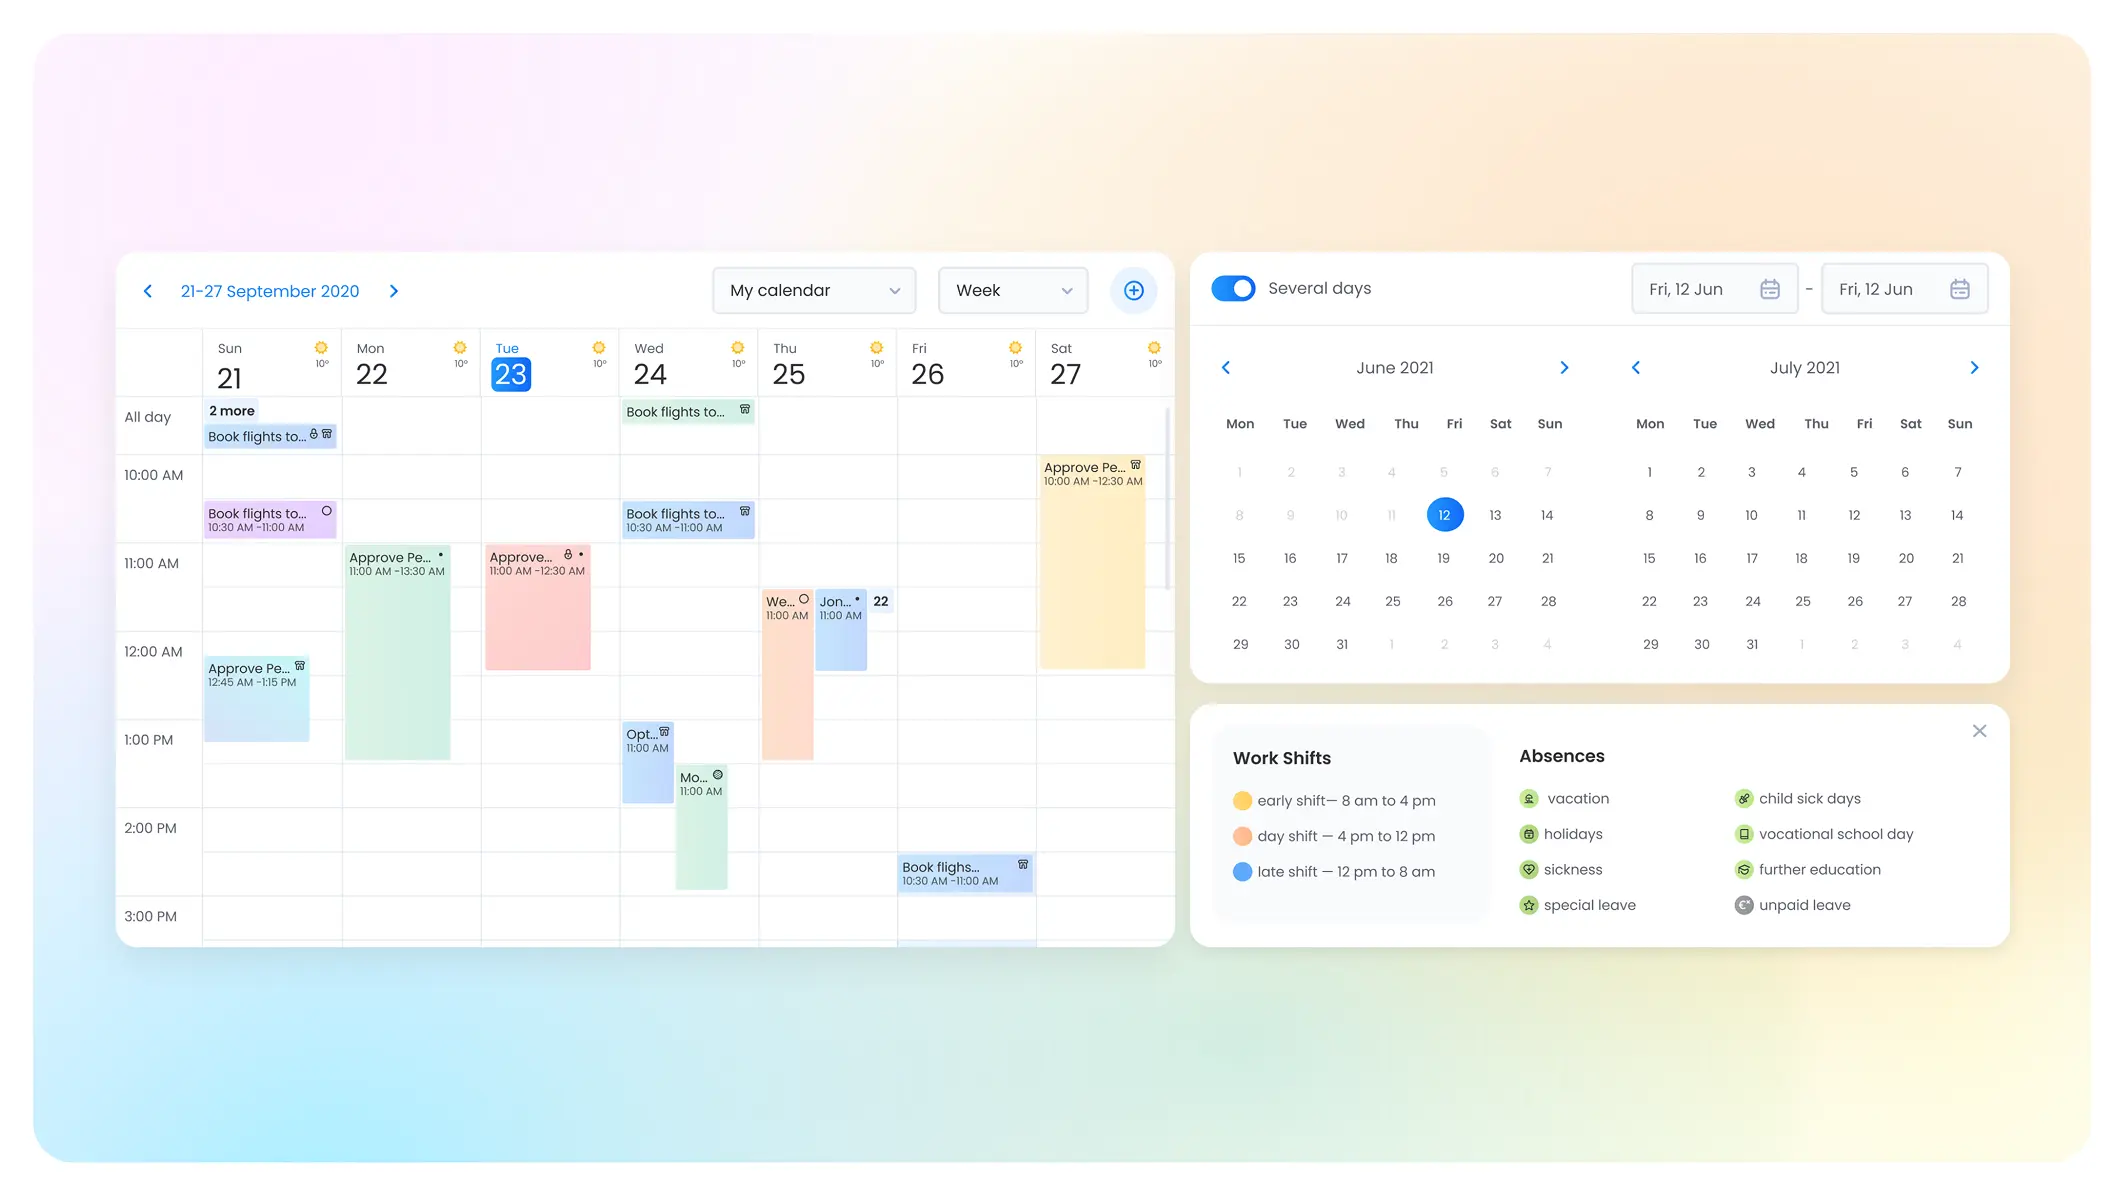 21-27 September 2020
My calendar
Week
Sun
21
10°
Mon
22
10°
Tue
23
10°
Wed
24
10°
Thu
25
10°
Fri
26
10°
Sat
27
10°
All day
10:00 AM
11:00 AM
12:00 AM
1:00 PM
2:00 PM
3:00 PM
2 more
Book flights to...
Book flights to...
10:30 AM -11:00 AM
Approve Pe...
12:45 AM -1:15 PM
Approve Pe...
11:00 AM -13:30 AM
Approve...
11:00 AM -12:30 AM
Book flights to...
Book flights to...
10:30 AM -11:00 AM
Opt...
11:00 AM
Mo...
11:00 AM
We...
11:00 AM
Jon...
11:00 AM
22
Book flighs...
10:30 AM -11:00 AM
Approve Pe...
10:00 AM -12:30 AM
Several days
Fri, 12 Jun
-
Fri, 12 Jun
June 2021
Mon Tue Wed Thu Fri Sat Sun
1 2 3 4 5 6 7
8 9 10 11 12 13 14
15 16 17 18 19 20 21
22 23 24 25 26 27 28
29 30 31 1 2 3 4
July 2021
Mon Tue Wed Thu Fri Sat Sun
1 2 3 4 5 6 7
8 9 10 11 12 13 14
15 16 17 18 19 20 21
22 23 24 25 26 27 28
29 30 31 1 2 3 4
Work Shifts
early shift— 8 am to 4 pm
day shift — 4 pm to 12 pm
late shift — 12 pm to 8 am
Absences
vacation
holidays
sickness
special leave
child sick days
vocational school day
further education
unpaid leave